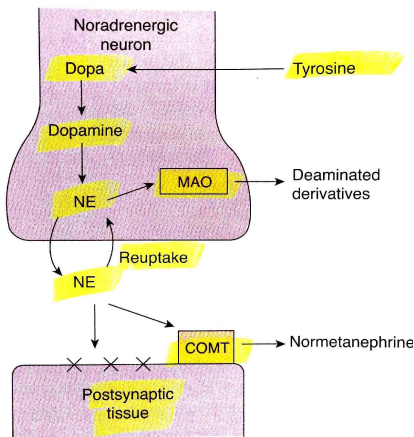 Noradrenergic
neuron
Dopa
Tyrosine
Dopamine
NE
MAO
Deaminated
derivatives
Reuptake
NE
COMT
Normetanephrine
Postsynaptic
tissue